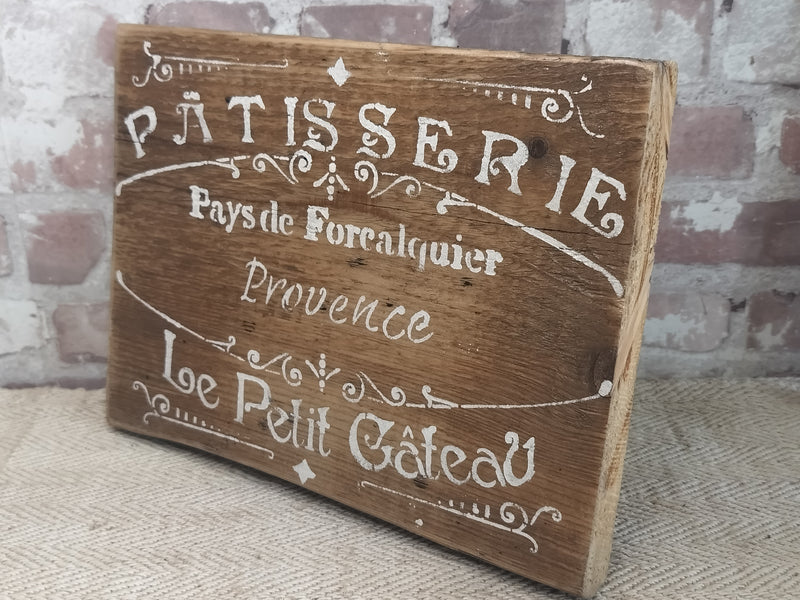 PÂTISSERIE
Pays de Forcalquier
Provence
Le Petit Gâteau